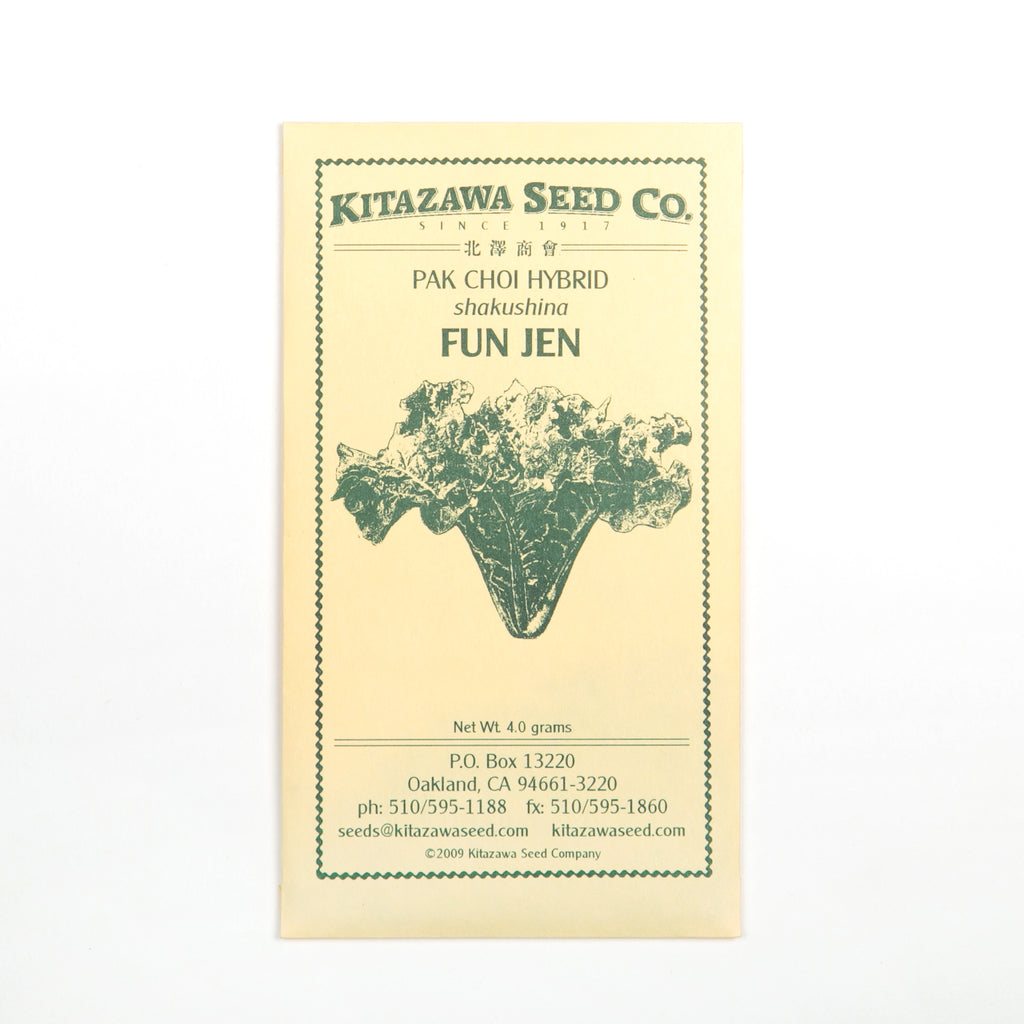 KITAZAWA SEED CO.
SINCE 1917
北澤商會
PAK CHOI HYBRID
shakushina
FUN JEN
Net Wt. 4.0 grams
P.O. Box 13220
Oakland, CA 94661-3220
ph: 510/595-1188 fx: 510/595-1860
seeds@kitazawaseed.com kitazawaseed.com
©2009 Kitazawa Seed Company